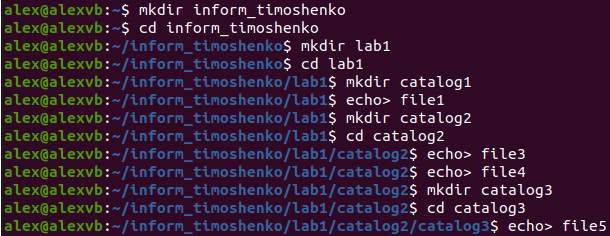 alex@alexvb:~$ mkdir inform_timoshenko
alex@alexvb:~$ cd inform_timoshenko
alex@alexvb:~/inform_timoshenko$ mkdir lab1
alex@alexvb:~/inform_timoshenko$ cd lab1
alex@alexvb:~/inform_timoshenko/lab1$ mkdir catalog1
alex@alexvb:~/inform_timoshenko/lab1$ echo> file1
alex@alexvb:~/inform_timoshenko/lab1$ mkdir catalog2
alex@alexvb:~/inform_timoshenko/lab1$ cd catalog2
alex@alexvb:~/inform_timoshenko/lab1/catalog2$ echo> file3
alex@alexvb:~/inform_timoshenko/lab1/catalog2$ echo> file4
alex@alexvb:~/inform_timoshenko/lab1/catalog2$ mkdir catalog3
alex@alexvb:~/inform_timoshenko/lab1/catalog2$ cd catalog3
alex@alexvb:~/inform_timoshenko/lab1/catalog2/catalog3$ echo> file5